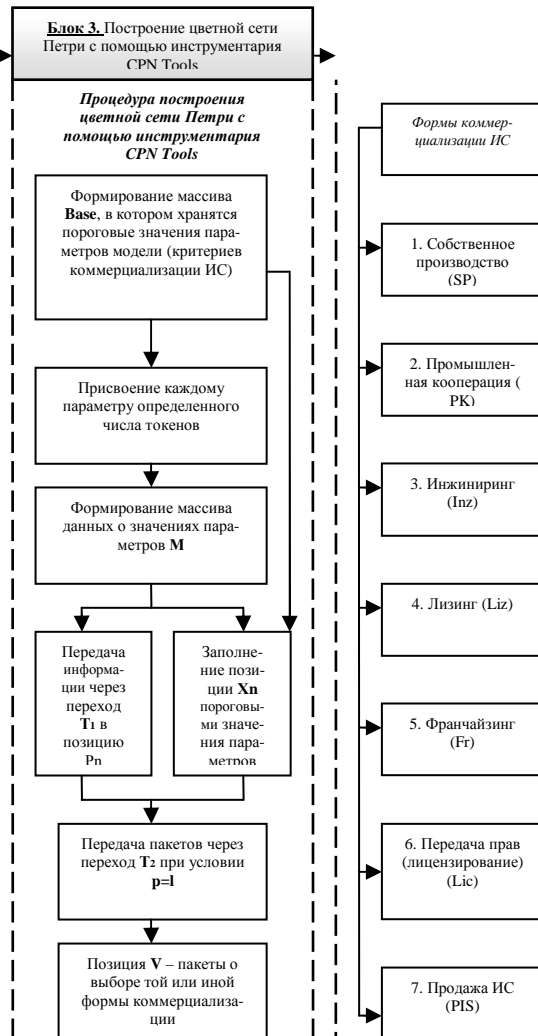 Блок 3. Построение цветной сети
Петри с помощью инструментария
CPN Tools
Процедура построения
цветной сети Петри с
помощью инструментария
CPN Tools
Формирование массива
Base, в котором хранятся
пороговые значения пара-
метров модели (критериев
коммерциализации ИС)
Присвоение каждому
параметру определенного
числа токенов
Формирование массива
данных о значениях пара-
метров M
Передача
информа-
ции через
переход
T1 в
позицию
Pn
Заполне-
ние пози-
ции Xn
пороговы-
ми значе-
ния пара-
метров
Передача пакетов через
переход T2 при условии
p=l
Позиция V – пакеты о
выборе той или иной
формы коммерциализа-
ции
Формы коммер-
циализации ИС
1. Собственное
производство
(SP)
2. Промышлен-
ная кооперация (
PK)
3. Инжиниринг
(Inz)
4. Лизинг (Liz)
5. Франчайзинг
(Fr)
6. Передача прав
(лицензирование)
(Lic)
7. Продажа ИС
(PIS)